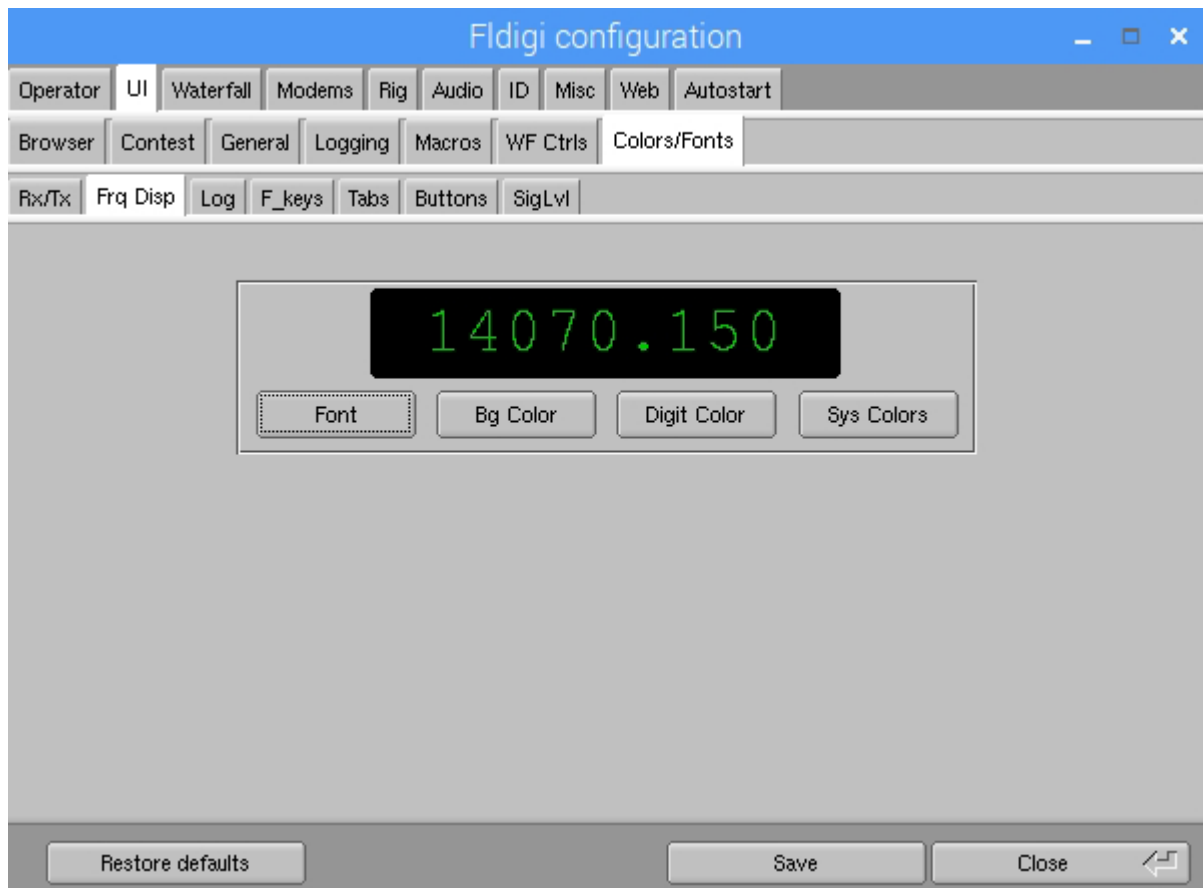 Fldigi configuration
Operator UI Waterfall Modems Rig Audio ID Misc Web Autostart
Browser Contest General Logging Macros WF Ctrls Colors/Fonts
Rx/Tx Frq Disp Log F_keys Tabs Buttons SigLvl
14070.150
Font Bg Color Digit Color Sys Colors
Restore defaults Save Close